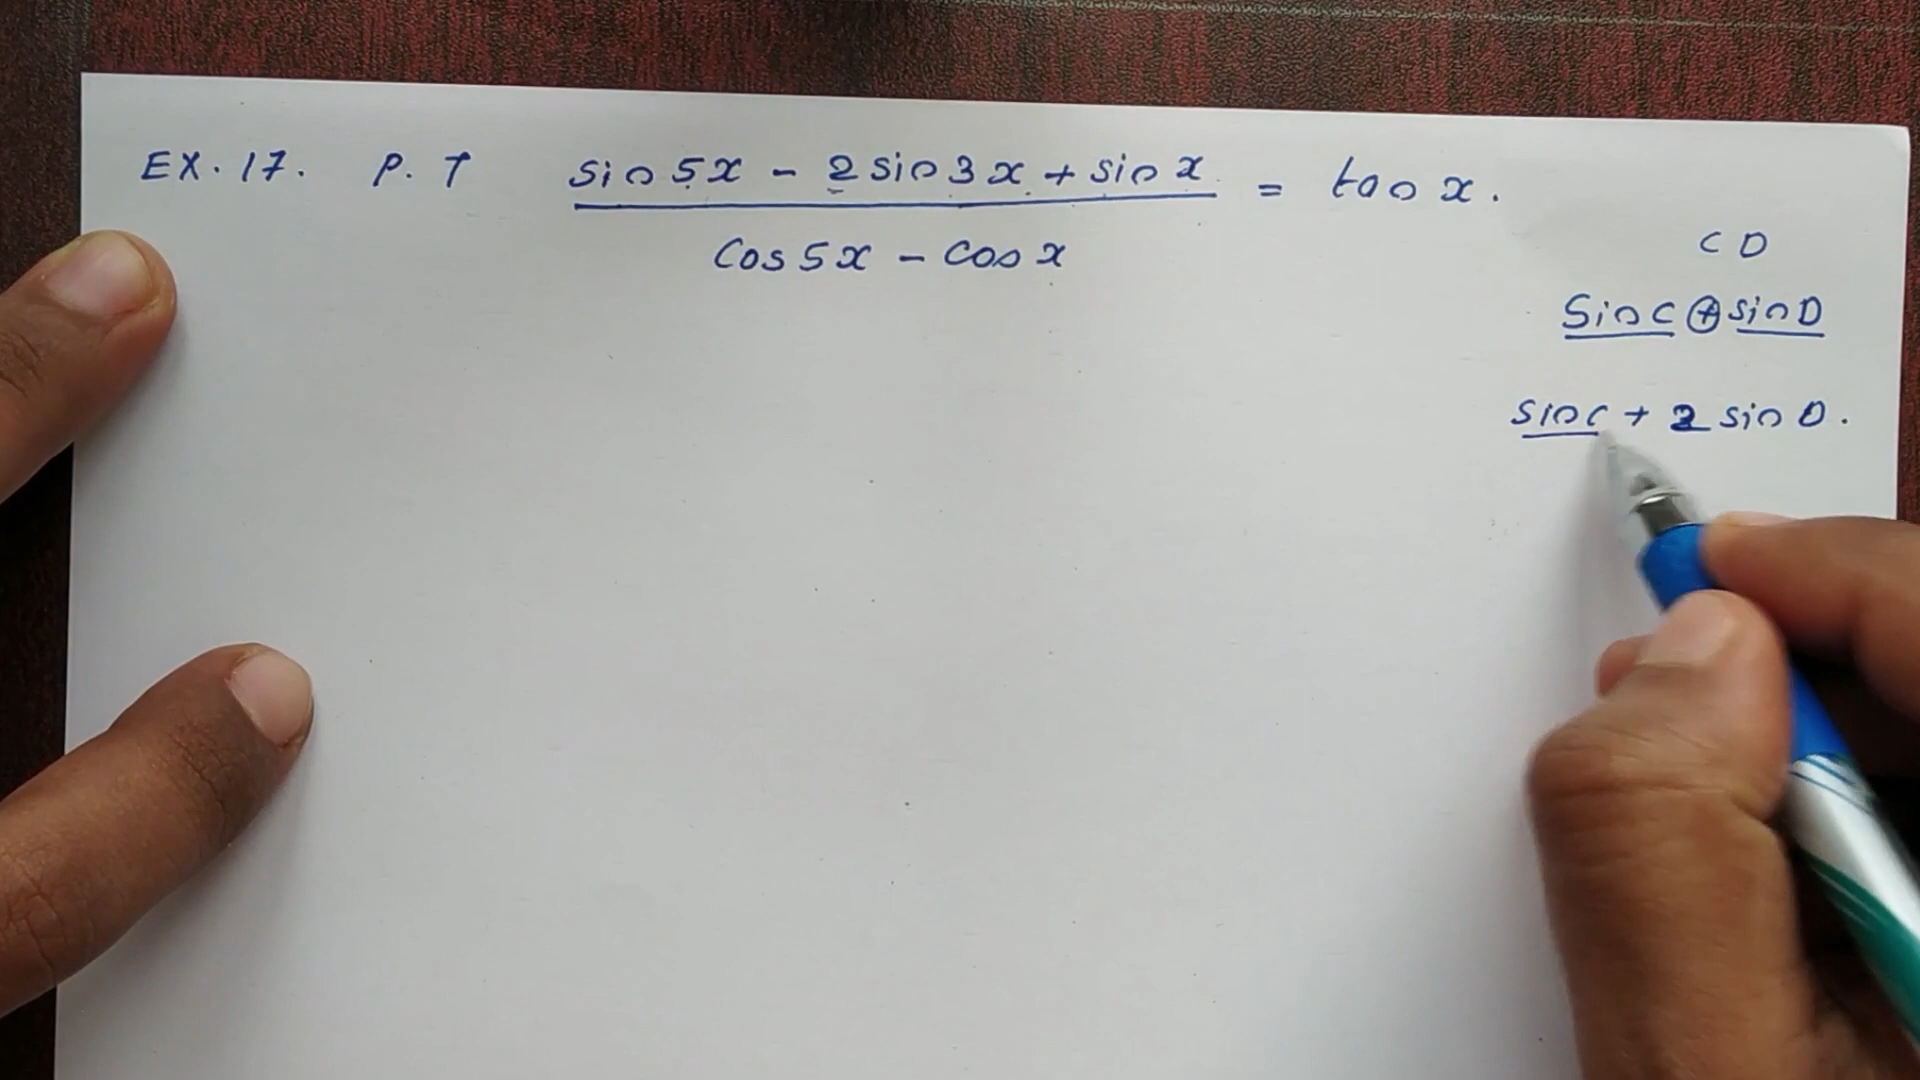 EX. 17. P. T sin 5x - 2 sin 3x + sin x = tan x.
cos 5x - cos x
C D
Sin C + sin D
sin C + 2 sin D.